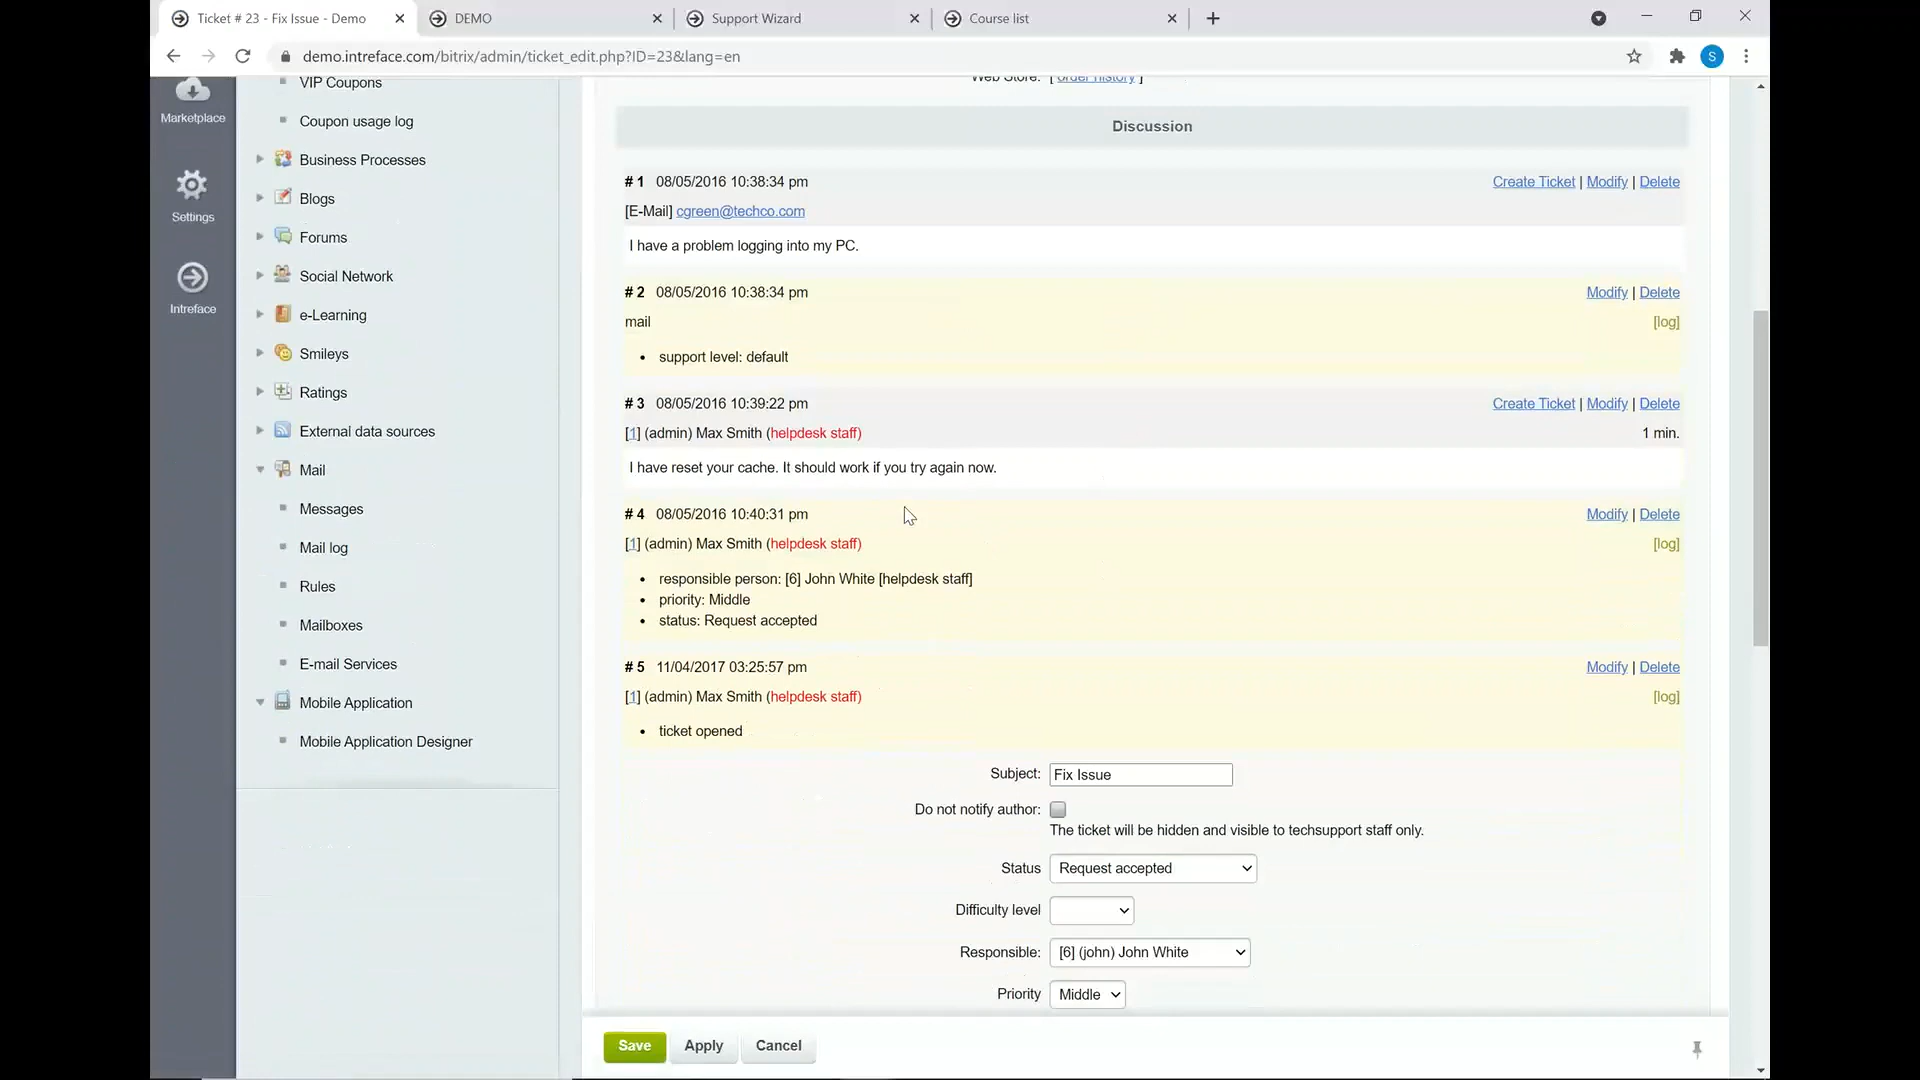 Ticket # 23 - Fix Issue - Demo
DEMO
Support Wizard
Course list
demo.intreface.com/bitrix/admin/ticket_edit.php?ID=23&lang=en
S
Marketplace
Settings
Intreface
VIP Coupons
Coupon usage log
Business Processes
Blogs
Forums
Social Network
e-Learning
Smileys
Ratings
External data sources
Mail
Messages
Mail log
Rules
Mailboxes
E-mail Services
Mobile Application
Mobile Application Designer
Web Store: [ order history ]
Discussion
# 1 08/05/2016 10:38:34 pm Create Ticket | Modify | Delete
[E-Mail] cgreen@techco.com
I have a problem logging into my PC.
# 2 08/05/2016 10:38:34 pm Modify | Delete
mail [log]
• support level: default
# 3 08/05/2016 10:39:22 pm Create Ticket | Modify | Delete
[1] (admin) Max Smith (helpdesk staff) 1 min.
I have reset your cache. It should work if you try again now.
# 4 08/05/2016 10:40:31 pm Modify | Delete
[1] (admin) Max Smith (helpdesk staff) [log]
• responsible person: [6] John White [helpdesk staff]
• priority: Middle
• status: Request accepted
# 5 11/04/2017 03:25:57 pm Modify | Delete
[1] (admin) Max Smith (helpdesk staff) [log]
• ticket opened
Subject: Fix Issue
Do not notify author:
The ticket will be hidden and visible to techsupport staff only.
Status Request accepted
Difficulty level
Responsible: [6] (john) John White
Priority Middle
Save Apply Cancel